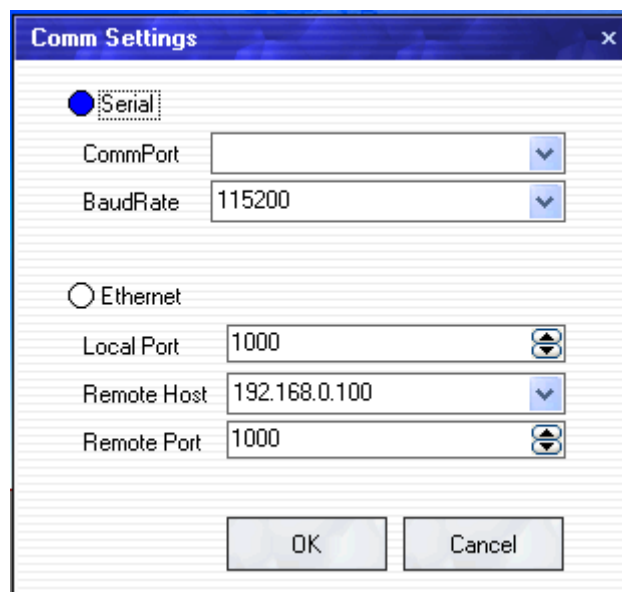 Comm Settings
Serial
CommPort
BaudRate 115200
Ethernet
Local Port 1000
Remote Host 192.168.0.100
Remote Port 1000
OK Cancel